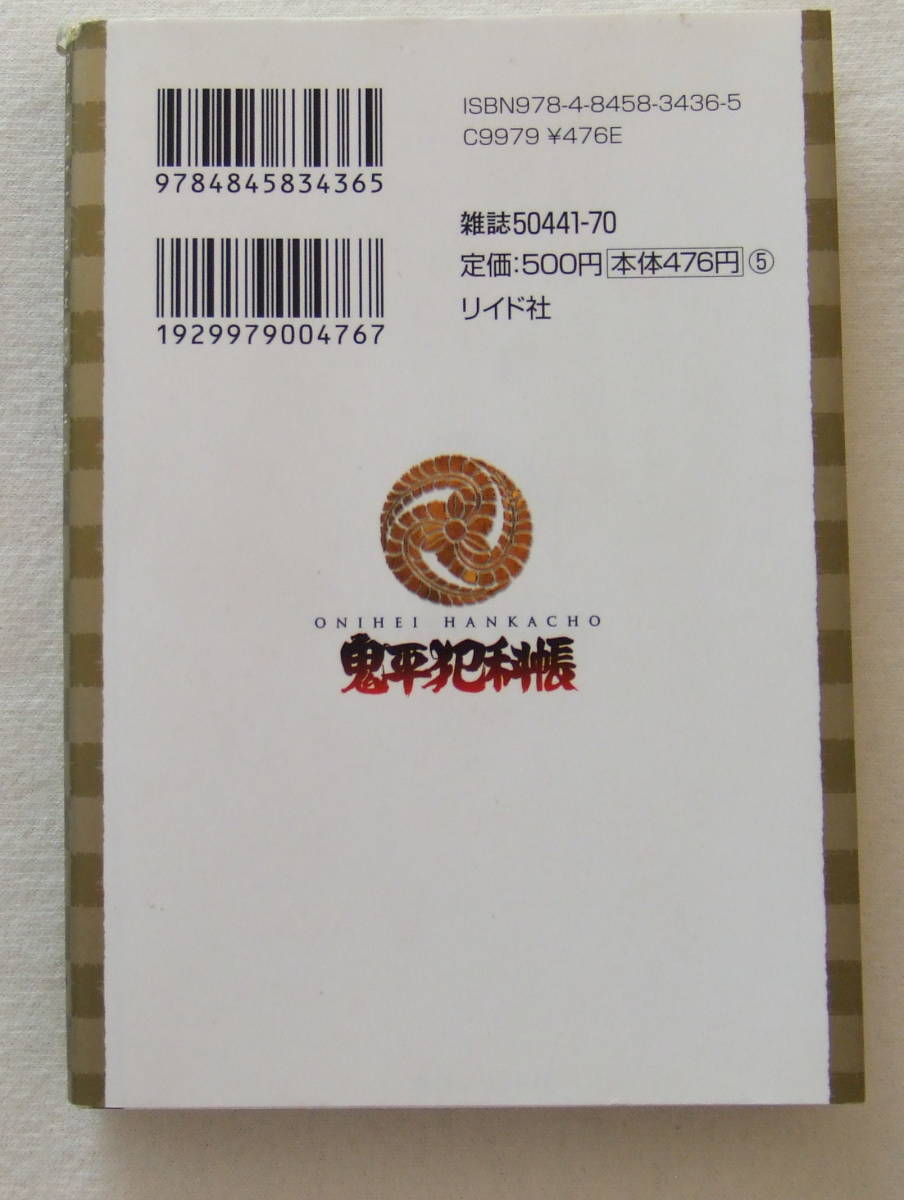 ISBN978-4-8458-3436-5
C9979 ¥476E
9784845834365
雑誌50441-70
定価:500円 本体476円 ⑤
リイド社
1929979004767
ONIHEI HANKACHO
鬼平犯科帳